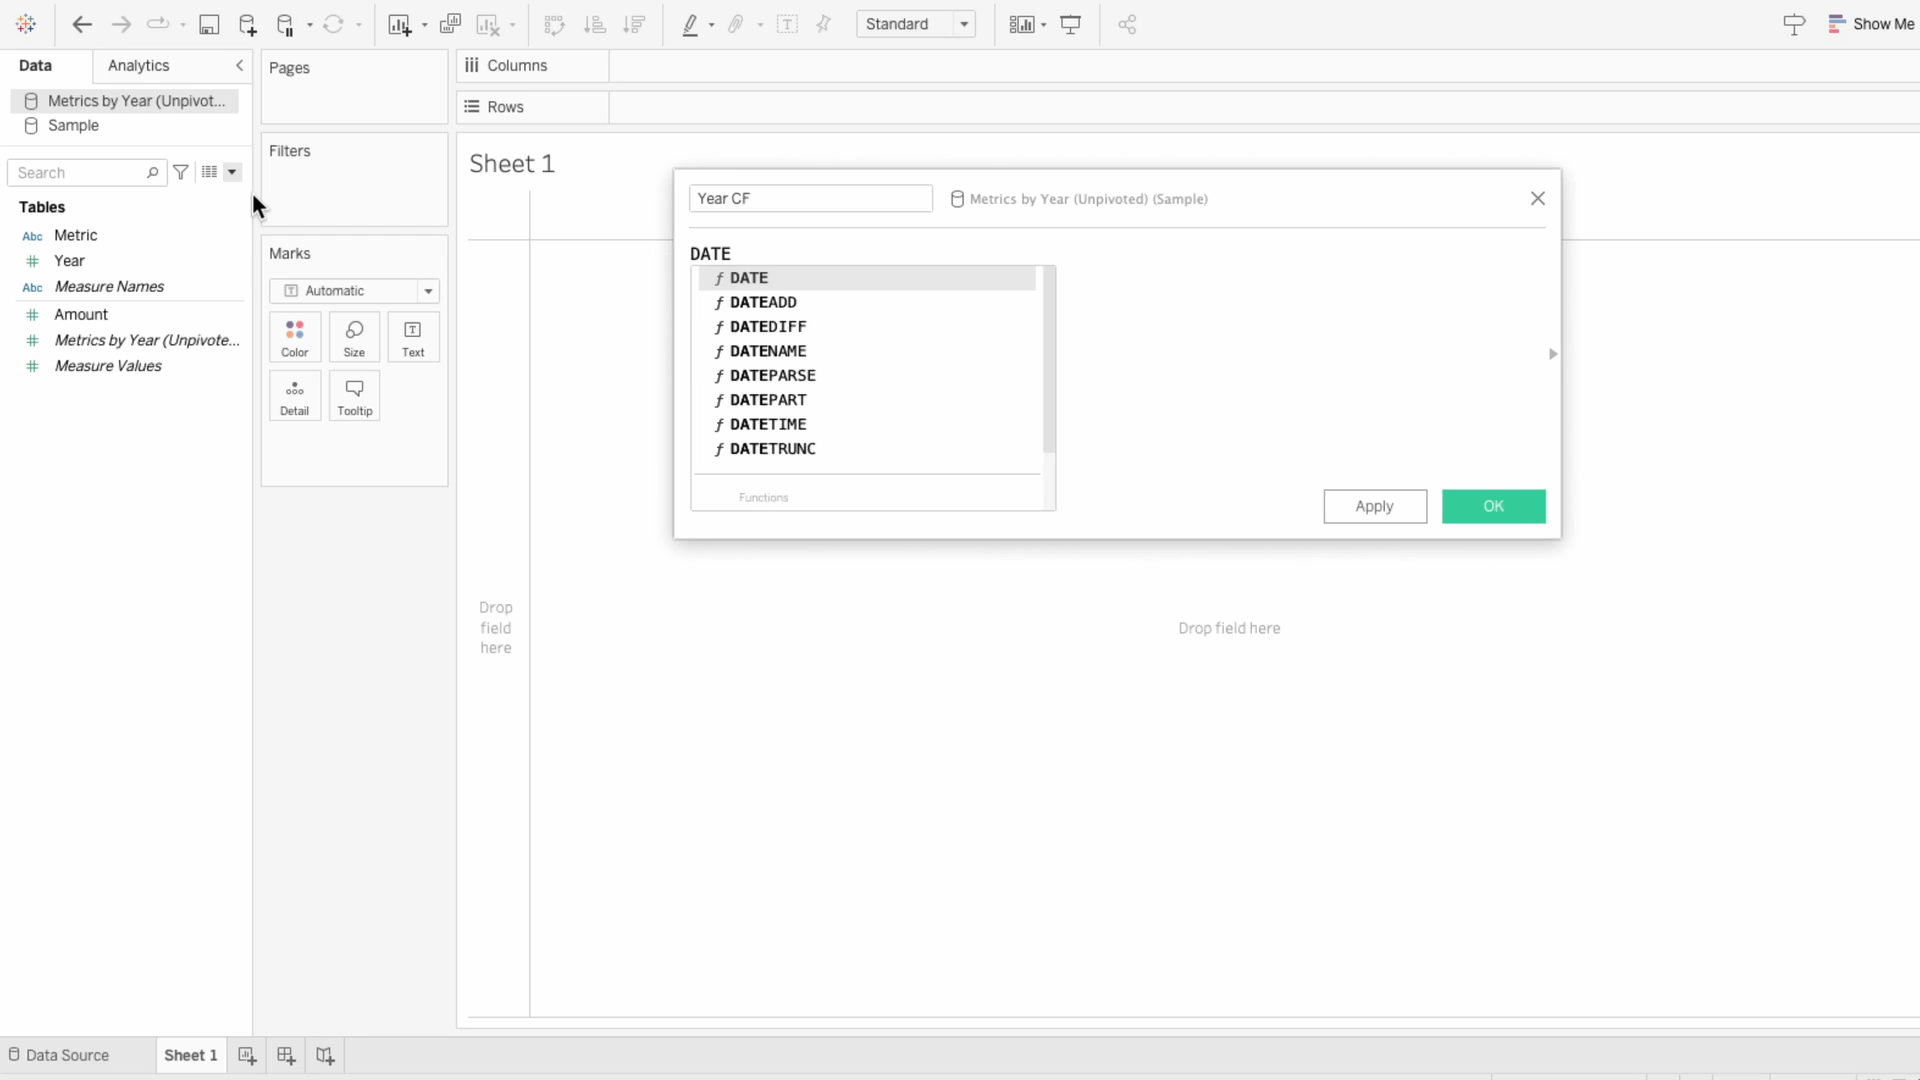 Standard
Show Me
Data
Analytics
Metrics by Year (Unpivot...
Sample
Search
Tables
Abc Metric
Year
Abc Measure Names
Amount
Metrics by Year (Unpivote...
Measure Values
Pages
Filters
Marks
Automatic
Color
Size
Text
Detail
Tooltip
Columns
Rows
Sheet 1
Year CF
Metrics by Year (Unpivoted) (Sample)
DATE
ƒ DATE
ƒ DATEADD
ƒ DATEDIFF
ƒ DATENAME
ƒ DATEPARSE
ƒ DATEPART
ƒ DATETIME
ƒ DATETRUNC
Functions
Apply
OK
Drop
field
here
Drop field here
Data Source
Sheet 1